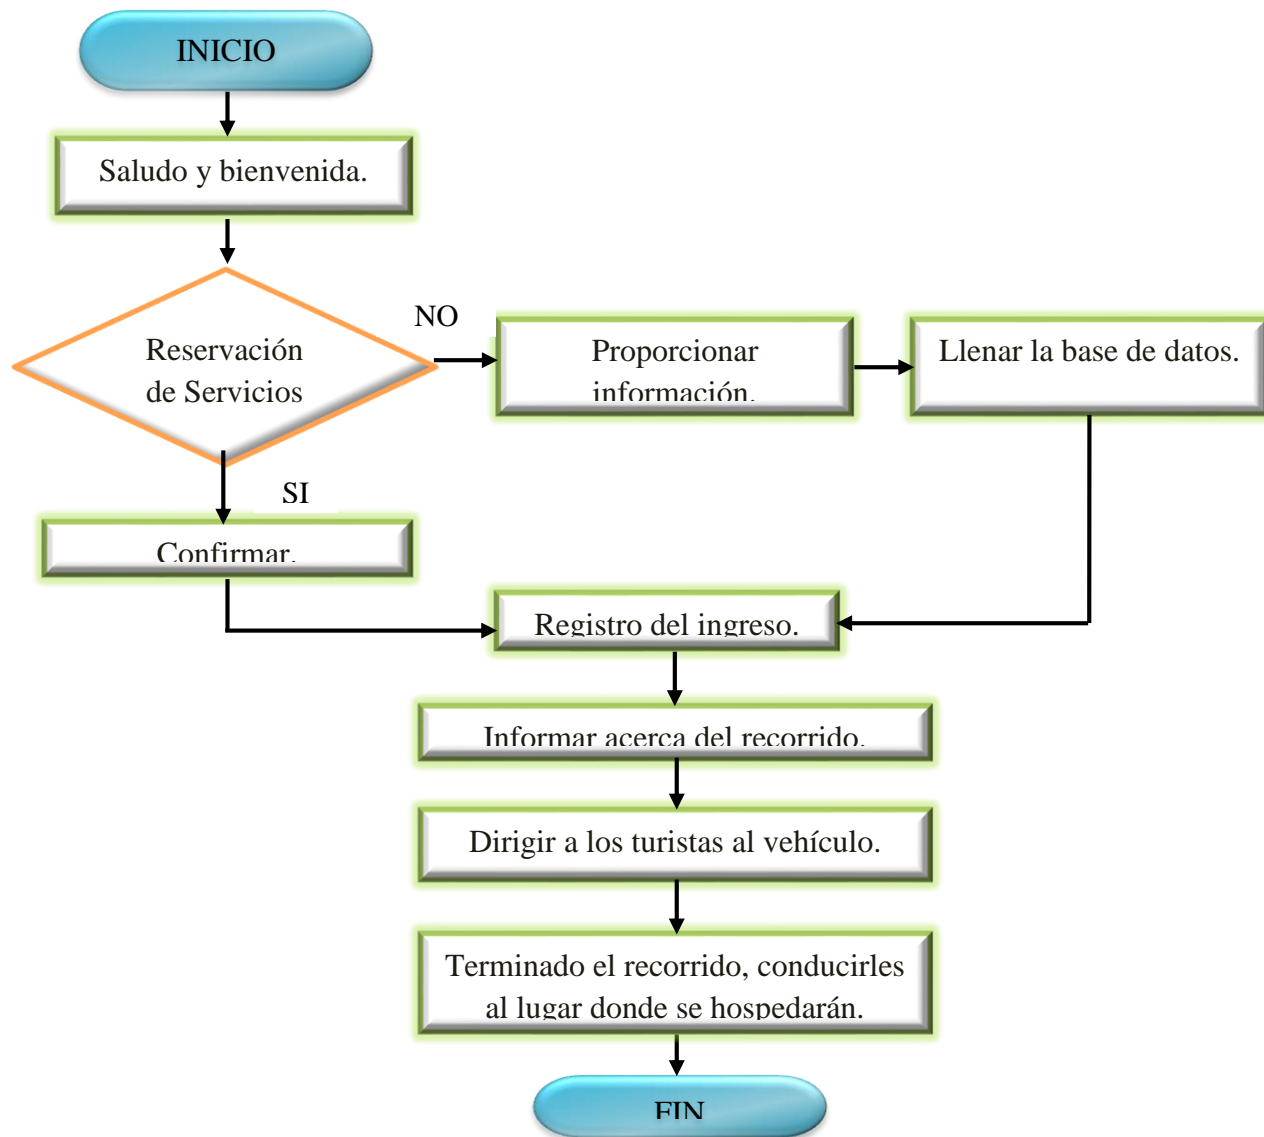 INICIO
Saludo y bienvenida.
Reservación
de Servicios
NO
Proporcionar
información.
Llenar la base de datos.
SI
Confirmar.
Registro del ingreso.
Informar acerca del recorrido.
Dirigir a los turistas al vehículo.
Terminado el recorrido, conducirles
al lugar donde se hospedarán.
FIN